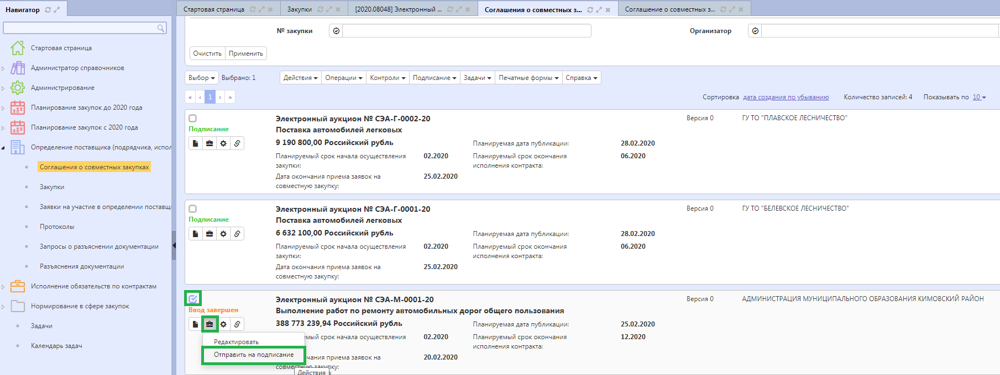 Навигатор
Стартовая страница
Администратор справочников
Администрирование
Планирование закупок до 2020 года
Планирование закупок с 2020 года
Определение поставщика (подрядчика, испол
Соглашения о совместных закупках
Закупки
Заявки на участие в определении поставщ
Протоколы
Запросы о разъяснении документации
Разъяснения документации
Исполнение обязательств по контрактам
Нормирование в сфере закупок
Задачи
Календарь задач
Стартовая страница Закупки [2020.08048] Электронный ... Соглашения о совместных з... Соглашение о совместных з...
№ закупки Организатор
Очистить Применить
Выбор Выбрано: 1 Действия Операции Контроли Подписание Задачи Печатные формы Справка
« ‹ 1 › » Сортировка дата создания по убыванию Количество записей: 4 Показывать по 10
Электронный аукцион № СЭА-Г-0002-20 Версия 0 ГУ ТО "ПЛАВСКОЕ ЛЕСНИЧЕСТВО"
Подписание Поставка автомобилей легковых
9 190 800,00 Российский рубль Планируемая дата публикации: 28.02.2020
Планируемый срок начала осуществления 02.2020 Планируемый срок окончания 06.2020
закупки: исполнения контракта:
Дата окончания приема заявок на 25.02.2020
совместную закупку:
Электронный аукцион № СЭА-Г-0001-20 Версия 0 ГУ ТО "БЕЛЕВСКОЕ ЛЕСНИЧЕСТВО"
Подписание Поставка автомобилей легковых
6 632 100,00 Российский рубль Планируемая дата публикации: 28.02.2020
Планируемый срок начала осуществления 02.2020 Планируемый срок окончания 06.2020
закупки: исполнения контракта:
Дата окончания приема заявок на 25.02.2020
совместную закупку:
Электронный аукцион № СЭА-М-0001-20 Версия 0 АДМИНИСТРАЦИЯ МУНИЦИПАЛЬНОГО ОБРАЗОВАНИЯ КИМОВСКИЙ РАЙОН
Ввод завершен Выполнение работ по ремонту автомобильных дорог общего пользования
388 773 239,94 Российский рубль Планируемая дата публикации: 25.02.2020
срок начала осуществления 02.2020 Планируемый срок окончания 12.2020
Редактировать исполнения контракта:
Отправить на подписание приема заявок на 20.02.2020
закупку:
Действия